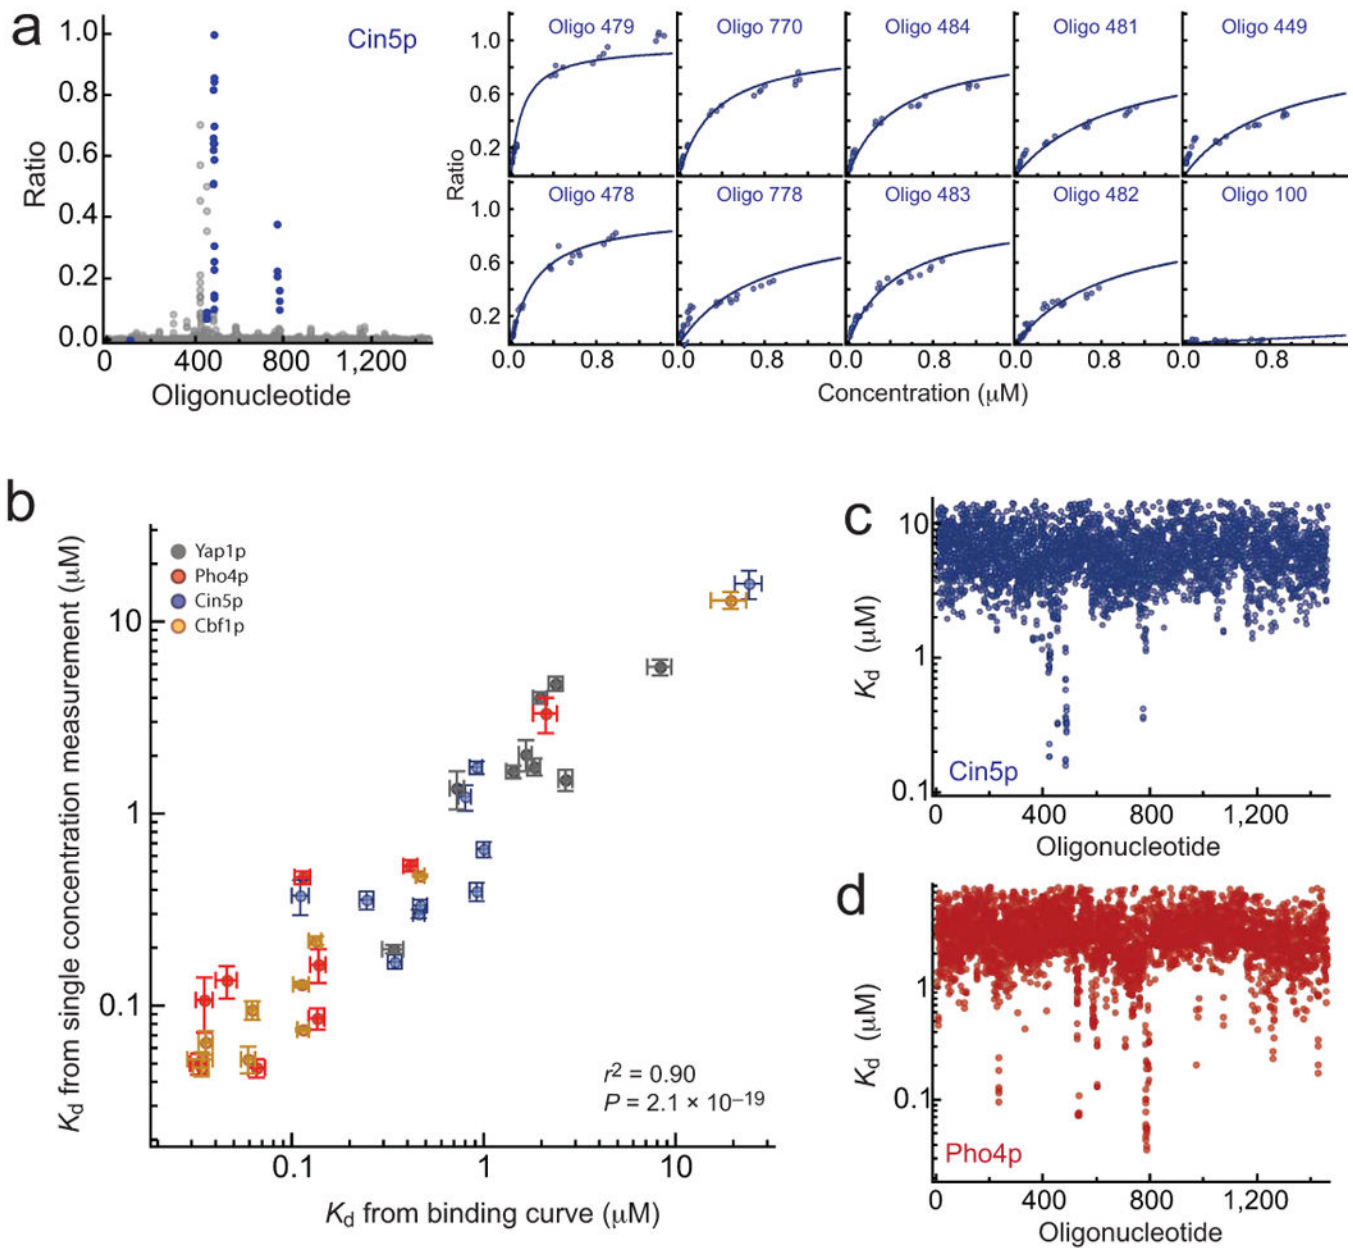 a
Cin5p
Ratio
1.0
0.8
0.6
0.4
0.2
0.0
0 400 800 1,200
Oligonucleotide
Oligo 479 Oligo 770 Oligo 484 Oligo 481 Oligo 449
1.0
0.6
0.2
Ratio
Oligo 478 Oligo 778 Oligo 483 Oligo 482 Oligo 100
1.0
0.6
0.2
0.0 0.8 0.0 0.8 0.0 0.8 0.0 0.8 0.0 0.8
Concentration (μM)
b
Kd from single concentration measurement (μM)
Yap1p
Pho4p
Cin5p
Cbf1p
10
1
0.1
r2 = 0.90
P = 2.1 × 10–19
0.1 1 10
Kd from binding curve (μM)
c
Kd (μM)
10
1
0.1
Cin5p
0 400 800 1,200
Oligonucleotide
d
Kd (μM)
1
0.1
Pho4p
0 400 800 1,200
Oligonucleotide